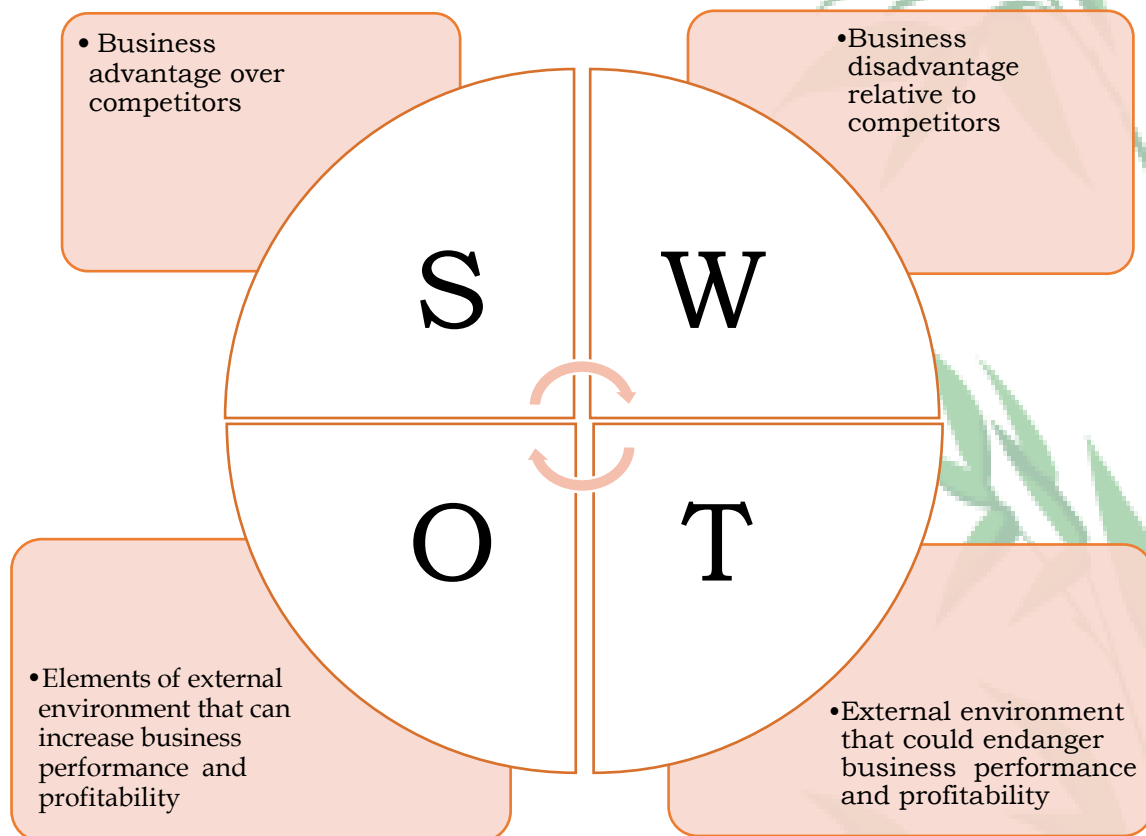 • Business
advantage over
competitors
•Business
disadvantage
relative to
competitors
S
W
O
T
•Elements of external
environment that can
increase business
performance and
profitability
•External environment
that could endanger
business performance
and profitability